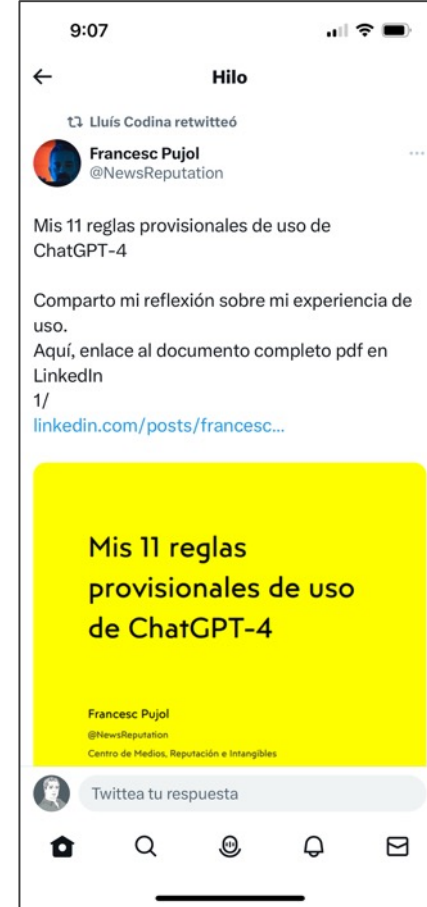 9:07
Hilo
Lluís Codina retwitteó
Francesc Pujol
@NewsReputation
Mis 11 reglas provisionales de uso de
ChatGPT-4
Comparto mi reflexión sobre mi experiencia de
uso.
Aquí, enlace al documento completo pdf en
LinkedIn
1/
linkedin.com/posts/francesc...
Mis 11 reglas
provisionales de uso
de ChatGPT-4
Francesc Pujol
@NewsReputation
Centro de Medios, Reputación e Intangibles
Twittea tu respuesta